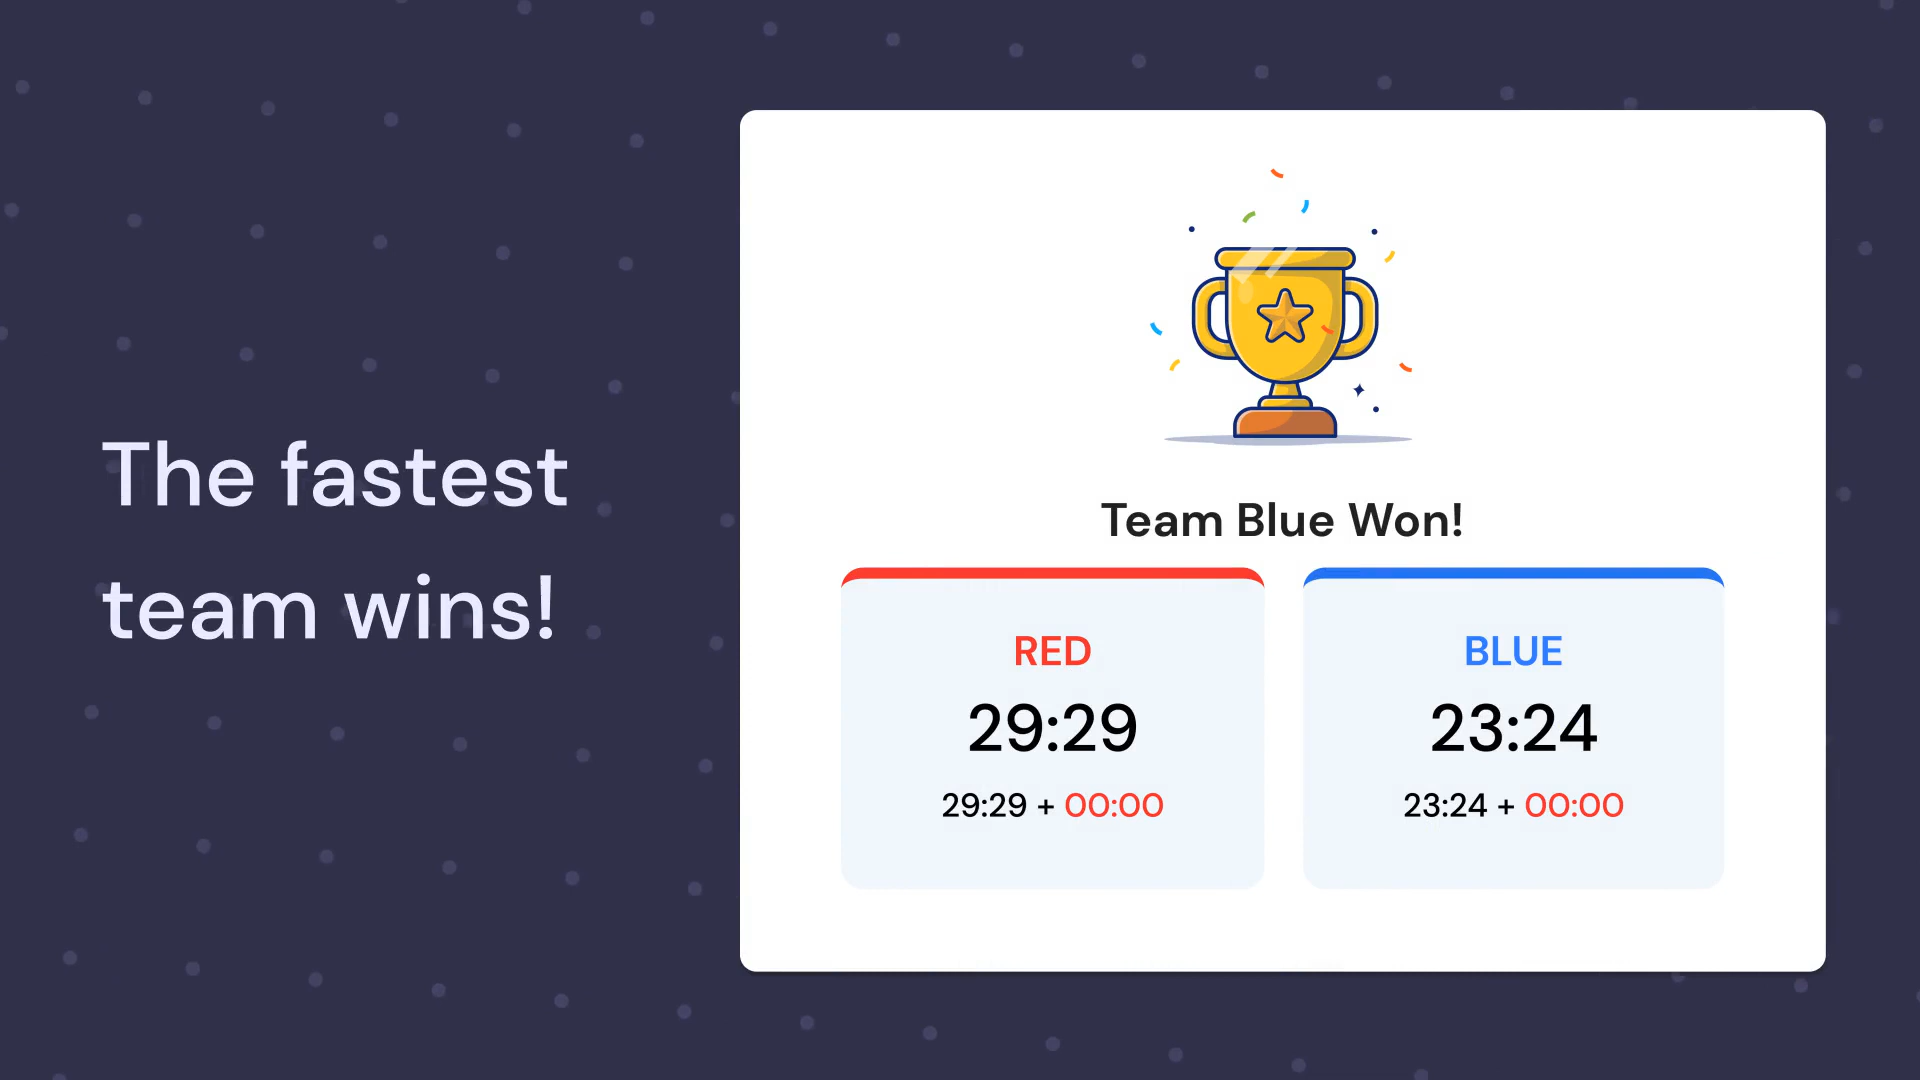 The fastest
team wins!
Team Blue Won!
RED
29:29
29:29 + 00:00
BLUE
23:24
23:24 + 00:00